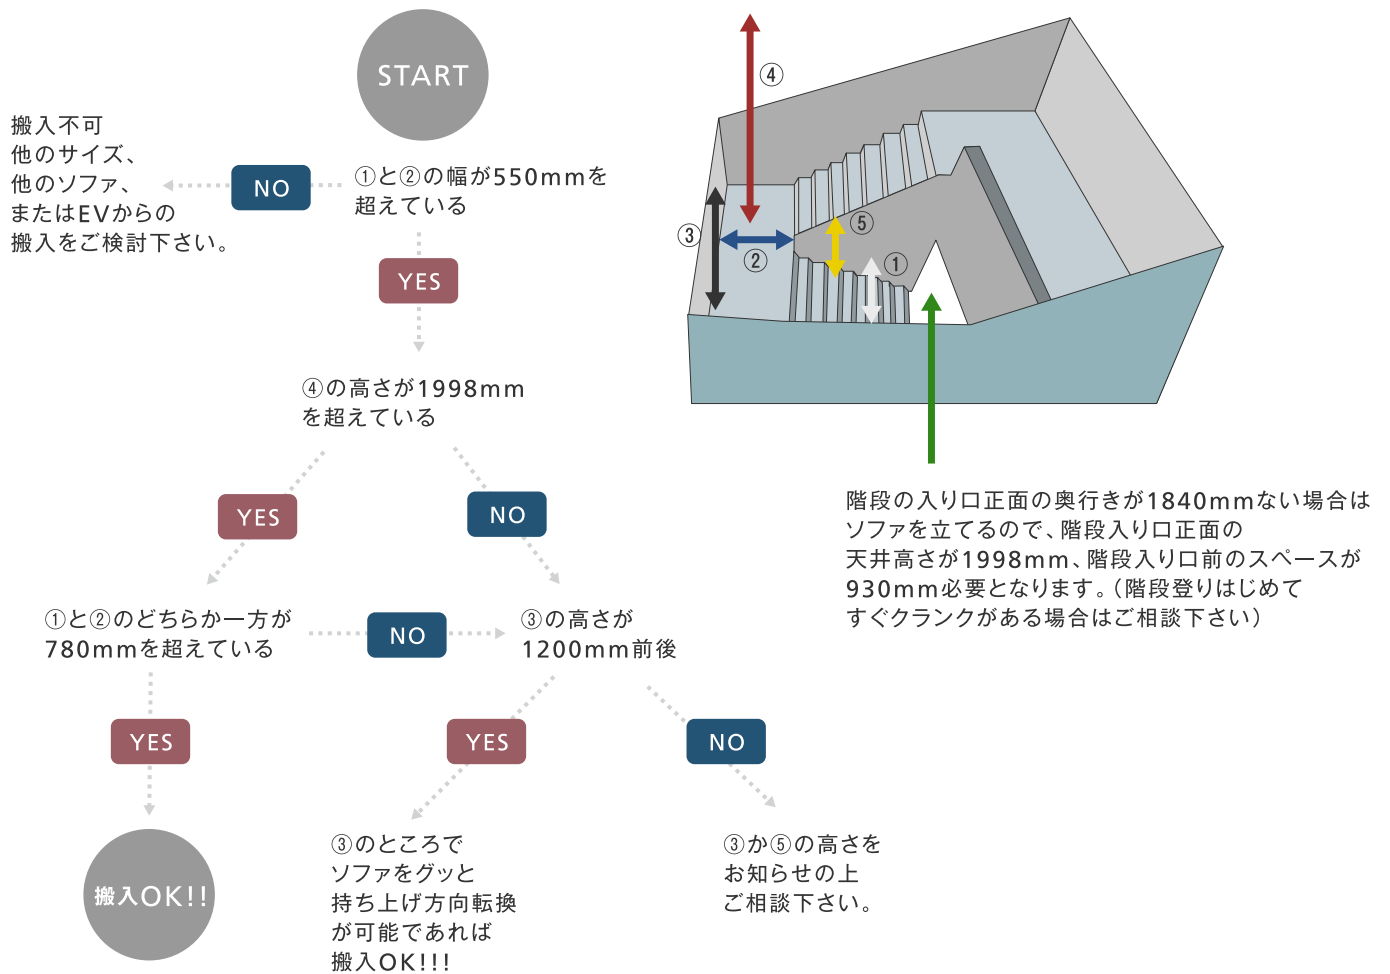 START
搬入不可
他のサイズ、
他のソファ、
またはEVからの
搬入をご検討下さい。
NO
①と②の幅が550mmを
超えている
YES
④の高さが1998mm
を超えている
YES
NO
①と②のどちらか一方が
780mmを超えている
NO
③の高さが
1200mm前後
YES
YES
NO
搬入OK!!
③のところで
ソファをグッと
持ち上げ方向転換
が可能であれば
搬入OK!!!
③か⑤の高さを
お知らせの上
ご相談下さい。
④
③
②
⑤
①
階段の入り口正面の奥行きが1840mmない場合は
ソファを立てるので、階段入り口正面の
天井高さが1998mm、階段入り口前のスペースが
930mm必要となります。（階段登りはじめて
すぐクランクがある場合はご相談下さい）